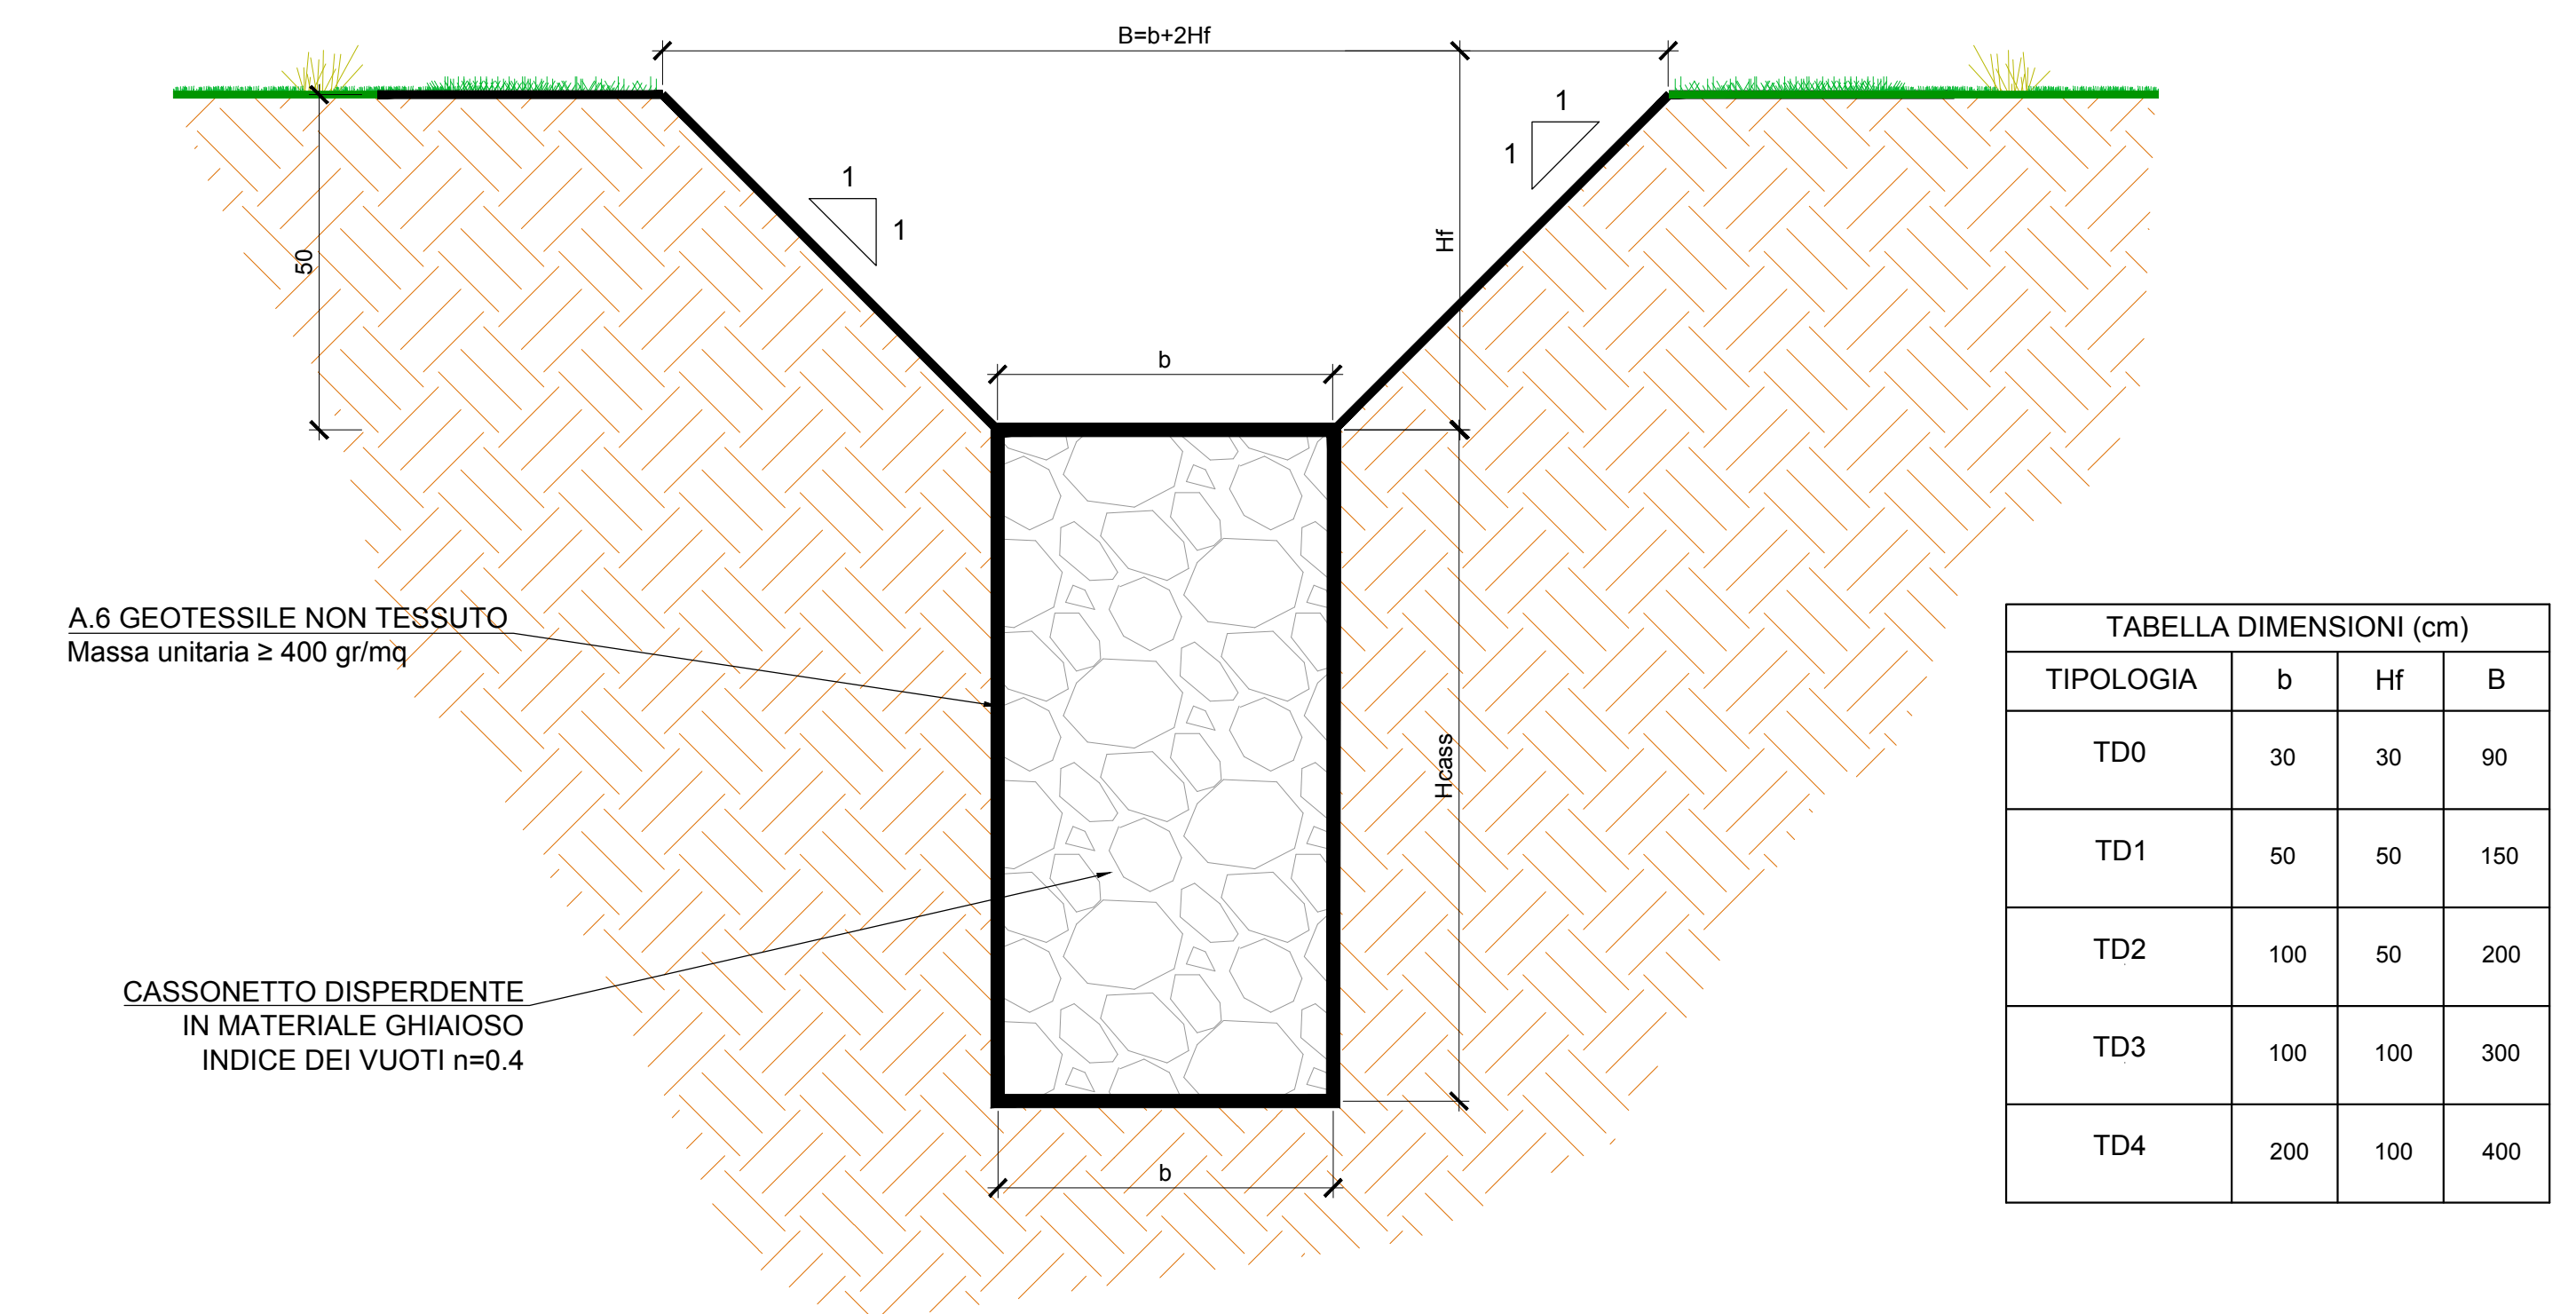 B=b+2Hf
1
1
1
1
50
Hf
b
A.6 GEOTESSILE NON TESSUTO
Massa unitaria ≥ 400 gr/mq
Hcass
CASSONETTO DISPERDENTE
IN MATERIALE GHIAIOSO
INDICE DEI VUOTI n=0.4
b
TABELLA DIMENSIONI (cm)
TIPOLOGIA b Hf B
TD0 30 30 90
TD1 50 50 150
TD2 100 50 200
TD3 100 100 300
TD4 200 100 400